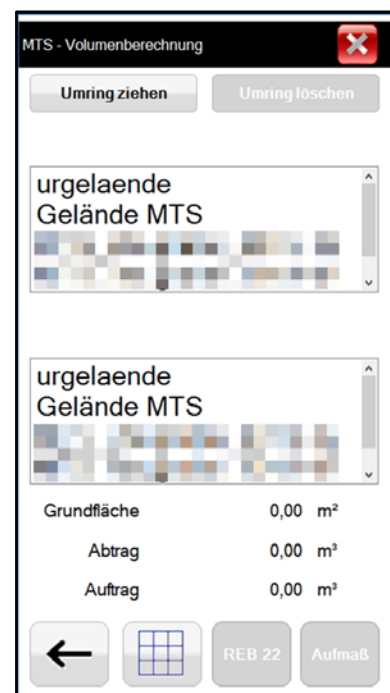 MTS - Volumenberechnung
Umring ziehen
Umring löschen
urgelaende
Gelände MTS
urgelaende
Gelände MTS
Grundfläche 0,00 m²
Abtrag 0,00 m³
Auftrag 0,00 m³
REB 22
Aufmaß